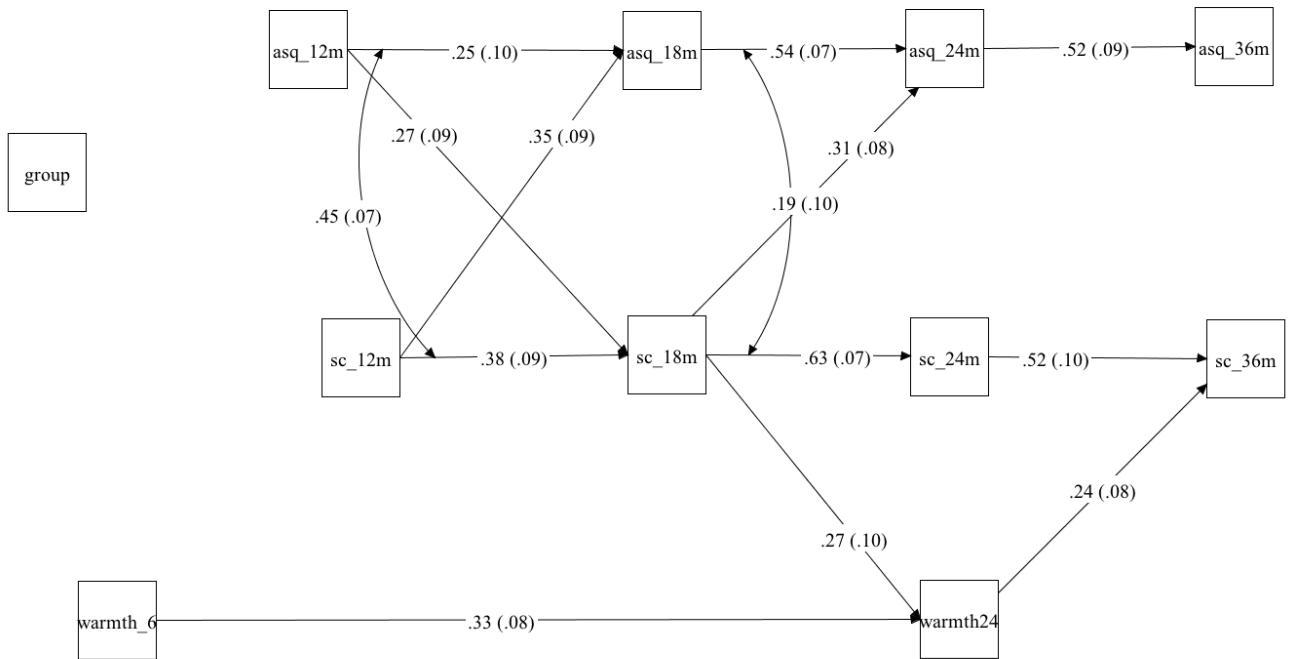 asq_12m
.25 (.10)
asq_18m
.54 (.07)
asq_24m
.52 (.09)
asq_36m
.27 (.09)
.35 (.09)
.31 (.08)
group
.45 (.07)
.19 (.10)
sc_12m
.38 (.09)
sc_18m
.63 (.07)
sc_24m
.52 (.10)
sc_36m
.24 (.08)
.27 (.10)
warmth_6
.33 (.08)
warmth24